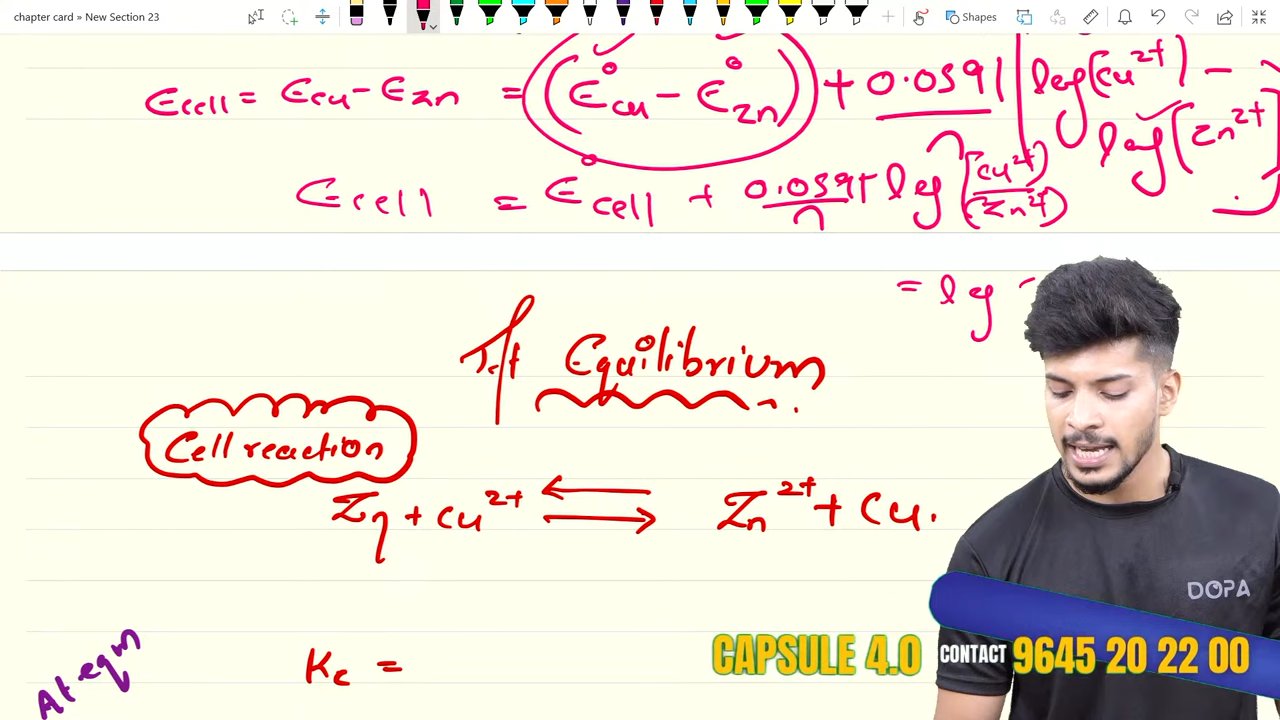 chapter card » New Section 23
Shapes
Ecell = Ecu - Ezn = (E°cu - E°zn) + 0.0591/n [log(cu²⁺) -
log[Zn²⁺]
Ecell = E°cell + 0.0591/n log [cu²⁺]/(Zn²⁺)
= log
If Equilibrium
Cell reaction
Zn + Cu²⁺ ⇌ Zn²⁺ + Cu.
At eqm
Kc =
DOPA
CAPSULE 4.0 CONTACT 9645 20 22 00